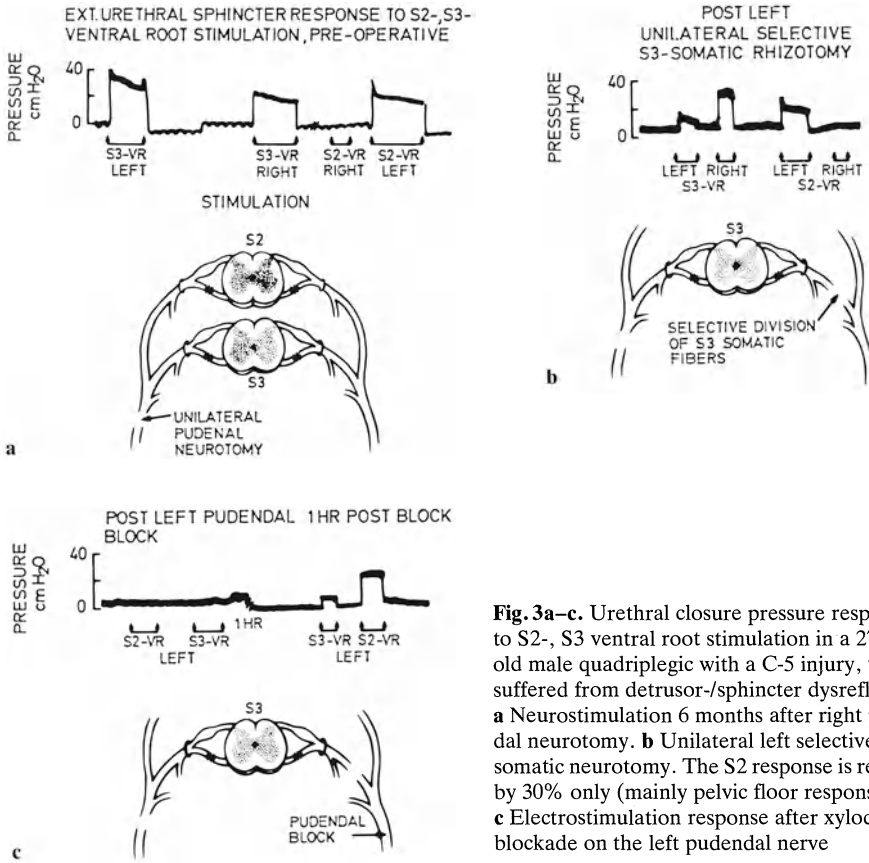 EXT.URETHRAL SPHINCTER RESPONSE TO S2-,S3-
VENTRAL ROOT STIMULATION, PRE-OPERATIVE
PRESSURE
cm H₂O
40
0
S3-VR
LEFT
S3-VR
RIGHT
S2-VR
RIGHT
S2-VR
LEFT
STIMULATION
S2
S3
UNILATERAL
PUDENAL
NEUROTOMY
a
POST LEFT
UNILATERAL SELECTIVE
S3-SOMATIC RHIZOTOMY
PRESSURE
cm H₂O
40
0
LEFT RIGHT
S3-VR
LEFT RIGHT
S2-VR
S3
SELECTIVE DIVISION
OF S3 SOMATIC
FIBERS
b
POST LEFT PUDENDAL 1HR POST BLOCK
BLOCK
PRESSURE
cm H₂O
40
0
1HR
S2-VR S3-VR
LEFT
S3-VR S2-VR
LEFT
S3
PUDENDAL
BLOCK
c
Fig. 3a–c. Urethral closure pressure resp
to S2-, S3 ventral root stimulation in a 2
old male quadriplegic with a C-5 injury,
suffered from detrusor-/sphincter dysrefl
a Neurostimulation 6 months after right
dal neurotomy. b Unilateral left selective
somatic neurotomy. The S2 response is re
by 30% only (mainly pelvic floor respons
c Electrostimulation response after xyloc
blockade on the left pudendal nerve